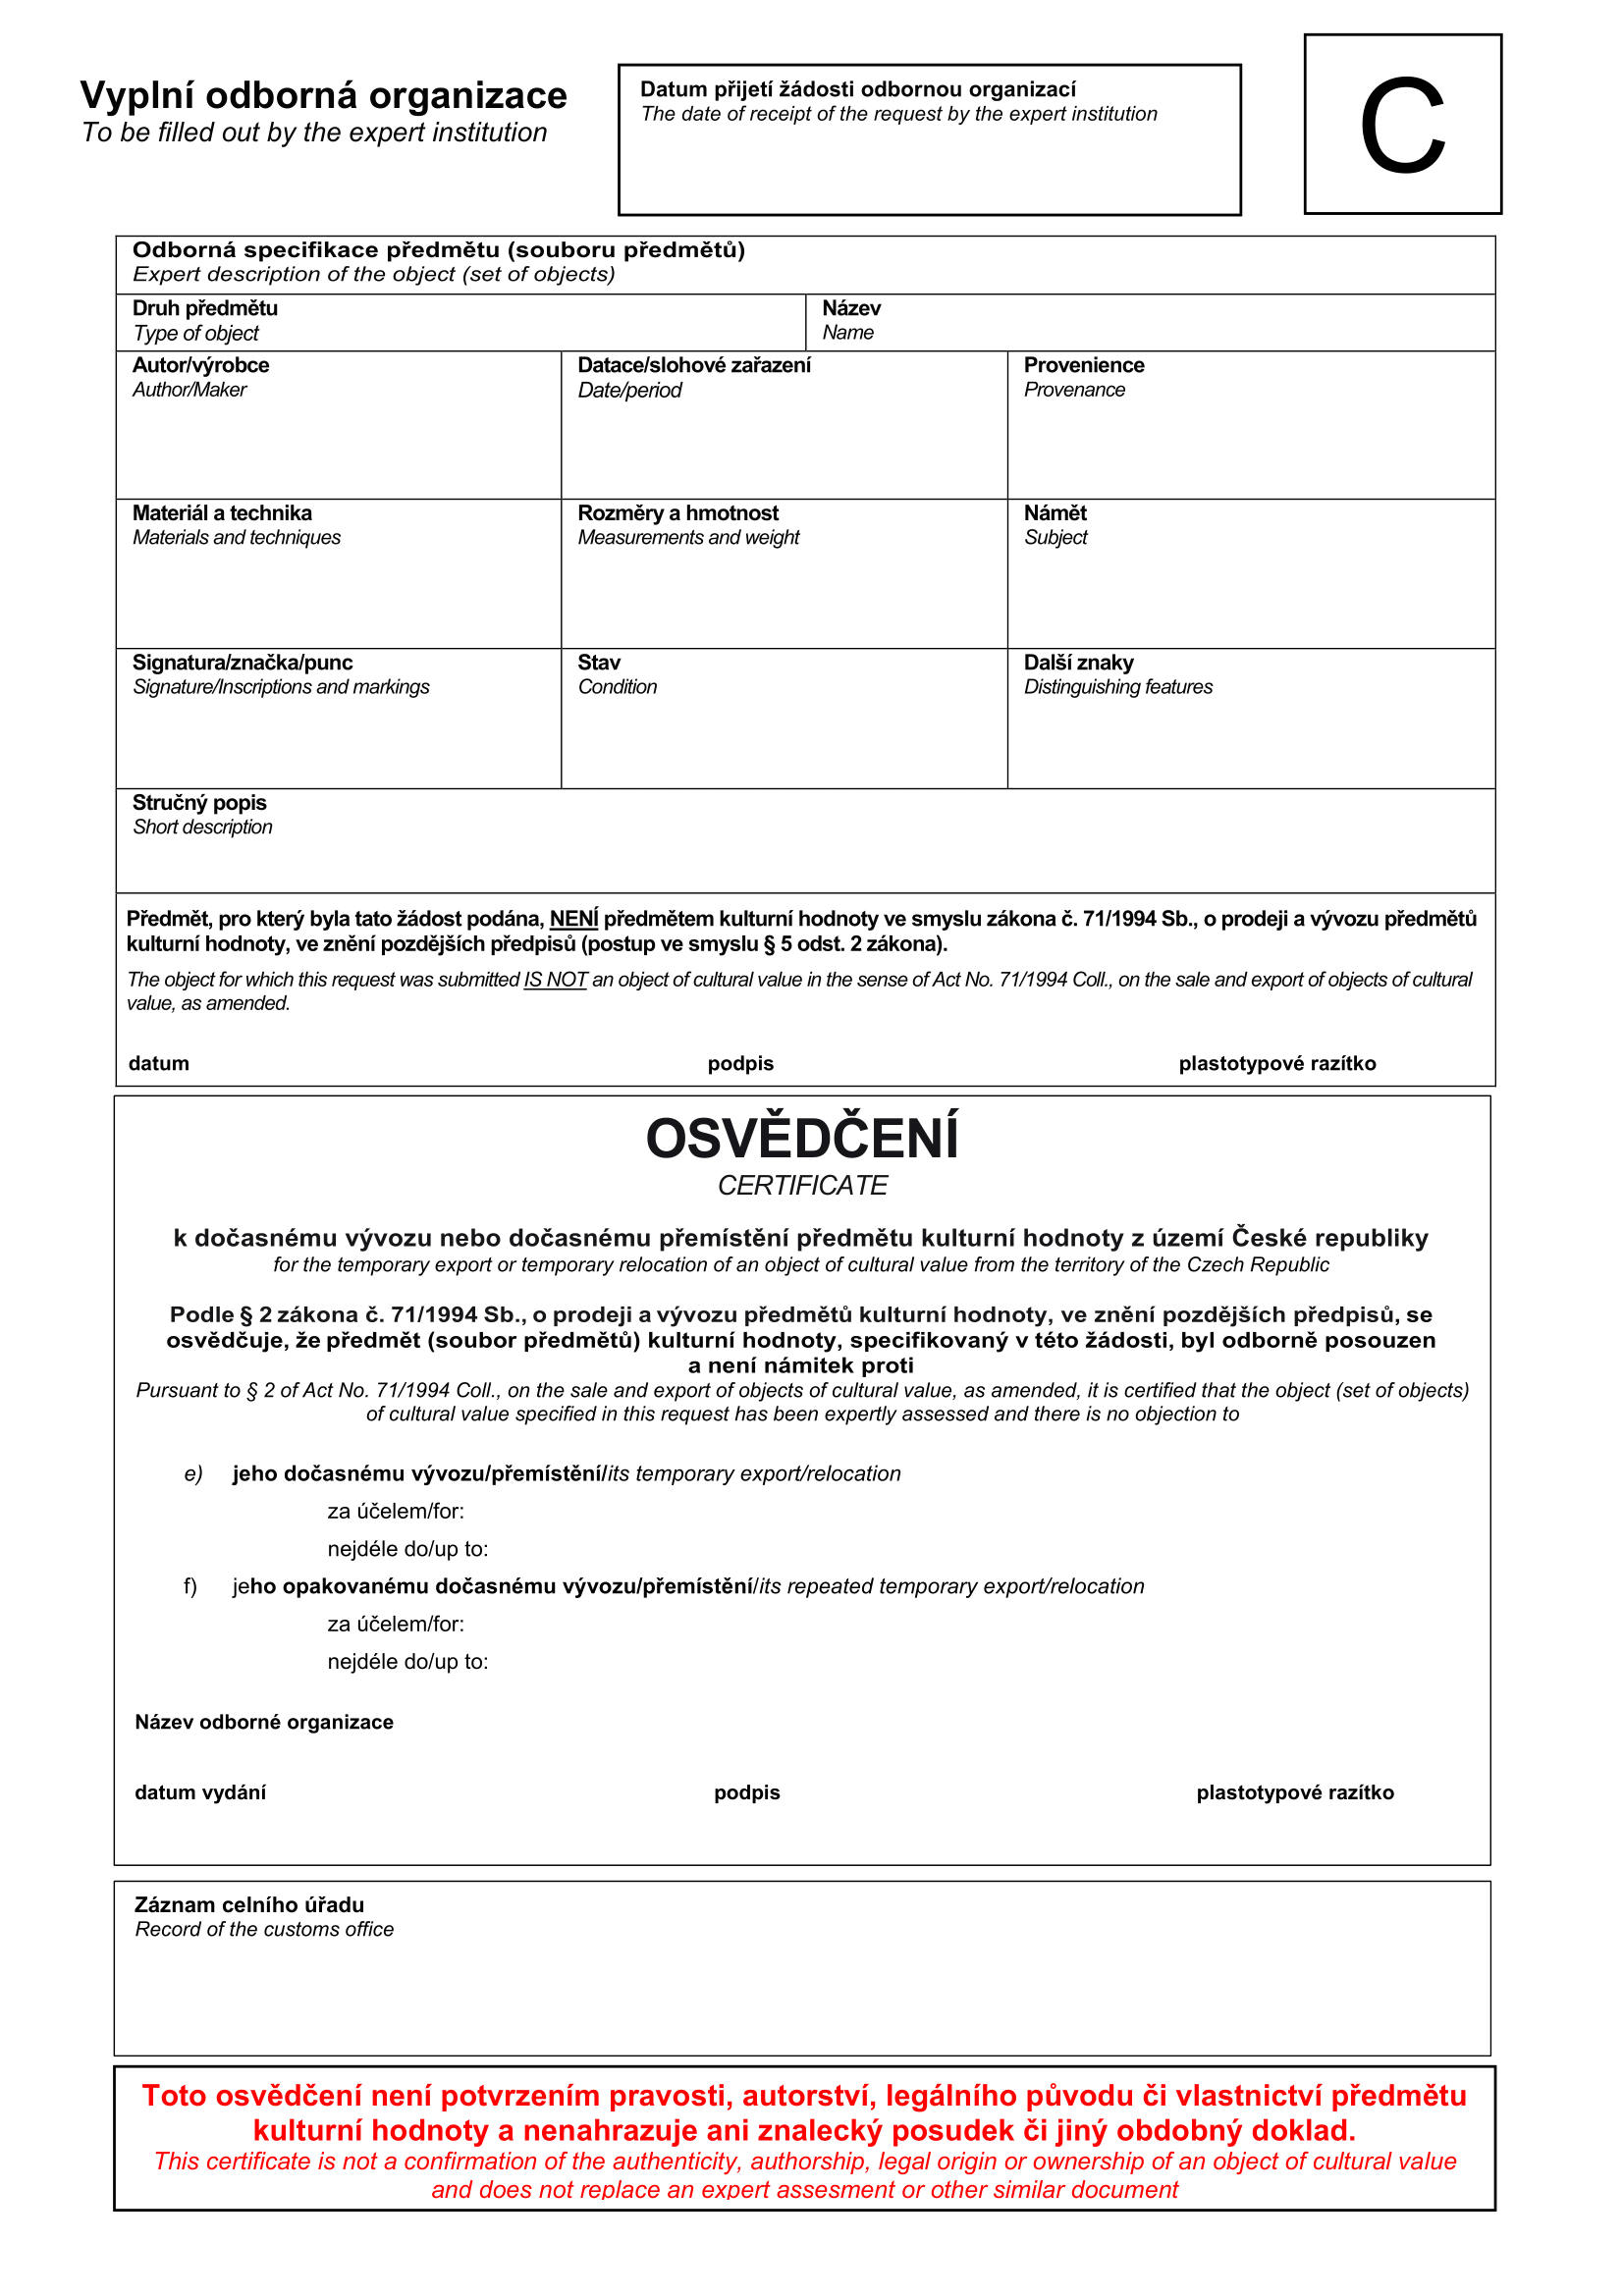 Vyplní odborná organizace
To be filled out by the expert institution
Datum přijetí žádosti odbornou organizací
The date of receipt of the request by the expert institution
C
Odborná specifikace předmětu (souboru předmětů)
Expert description of the object (set of objects)
Druh předmětu
Type of object
Název
Name
Autor/výrobce
Author/Maker
Datace/slohové zařazení
Date/period
Provenience
Provenance
Materiál a technika
Materials and techniques
Rozměry a hmotnost
Measurements and weight
Námět
Subject
Signatura/značka/punc
Signature/Inscriptions and markings
Stav
Condition
Další znaky
Distinguishing features
Stručný popis
Short description
Předmět, pro který byla tato žádost podána, NENÍ předmětem kulturní hodnoty ve smyslu zákona č. 71/1994 Sb., o prodeji a vývozu předmětů
kulturní hodnoty, ve znění pozdějších předpisů (postup ve smyslu § 5 odst. 2 zákona).
The object for which this request was submitted IS NOT an object of cultural value in the sense of Act No. 71/1994 Coll., on the sale and export of objects of cultural
value, as amended.
datum podpis plastotypové razítko
OSVĚDČENÍ
CERTIFICATE
k dočasnému vývozu nebo dočasnému přemístění předmětu kulturní hodnoty z území České republiky
for the temporary export or temporary relocation of an object of cultural value from the territory of the Czech Republic
Podle § 2 zákona č. 71/1994 Sb., o prodeji a vývozu předmětů kulturní hodnoty, ve znění pozdějších předpisů, se
osvědčuje, že předmět (soubor předmětů) kulturní hodnoty, specifikovaný v této žádosti, byl odborně posouzen
a není námitek proti
Pursuant to § 2 of Act No. 71/1994 Coll., on the sale and export of objects of cultural value, as amended, it is certified that the object (set of objects)
of cultural value specified in this request has been expertly assessed and there is no objection to
e) jeho dočasnému vývozu/přemístění/its temporary export/relocation
za účelem/for:
nejdéle do/up to:
f) jeho opakovanému dočasnému vývozu/přemístění/its repeated temporary export/relocation
za účelem/for:
nejdéle do/up to:
Název odborné organizace
datum vydání podpis plastotypové razítko
Záznam celního úřadu
Record of the customs office
Toto osvědčení není potvrzením pravosti, autorství, legálního původu či vlastnictví předmětu
kulturní hodnoty a nenahrazuje ani znalecký posudek či jiný obdobný doklad.
This certificate is not a confirmation of the authenticity, authorship, legal origin or ownership of an object of cultural value
and does not replace an expert assesment or other similar document